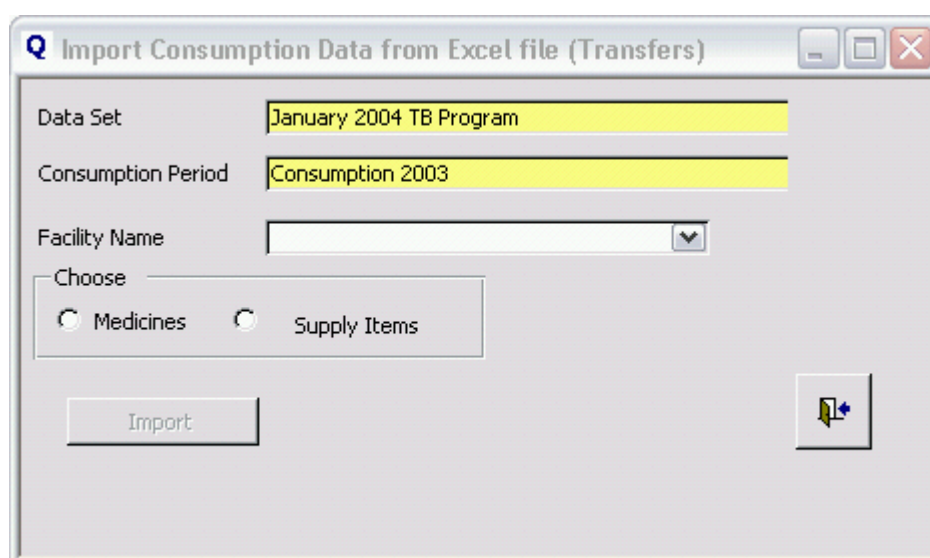 Q Import Consumption Data from Excel file (Transfers)
Data Set January 2004 TB Program
Consumption Period Consumption 2003
Facility Name
Choose
Medicines Supply Items
Import